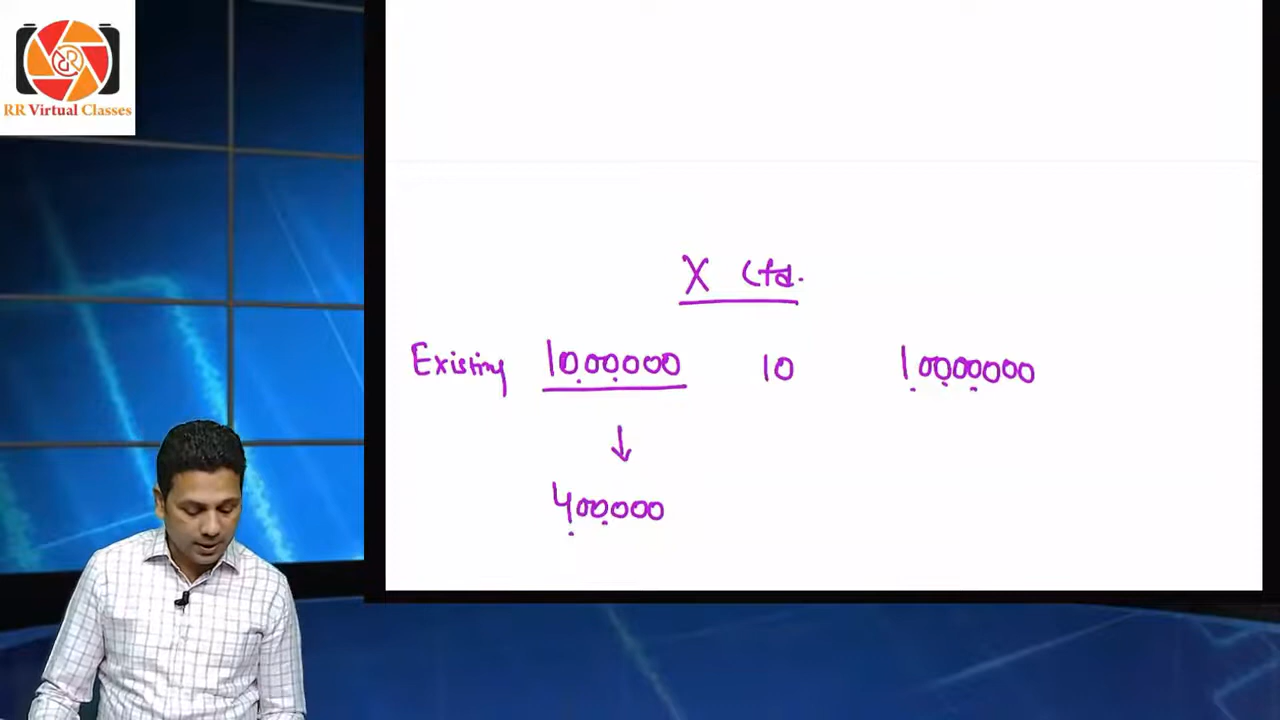 RR Virtual Classes
X Ltd.
Existing 10,00,000 10 1,00,00,000
↓
4,00,000